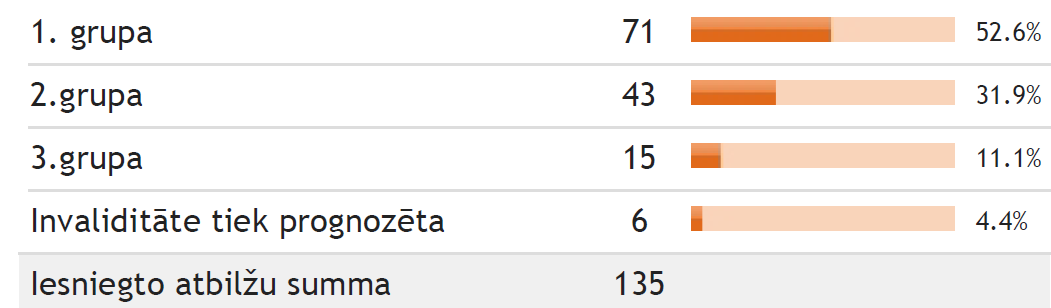 1. grupa 71 52.6%
2.grupa 43 31.9%
3.grupa 15 11.1%
Invaliditāte tiek prognozēta 6 4.4%
Iesniegto atbilžu summa 135